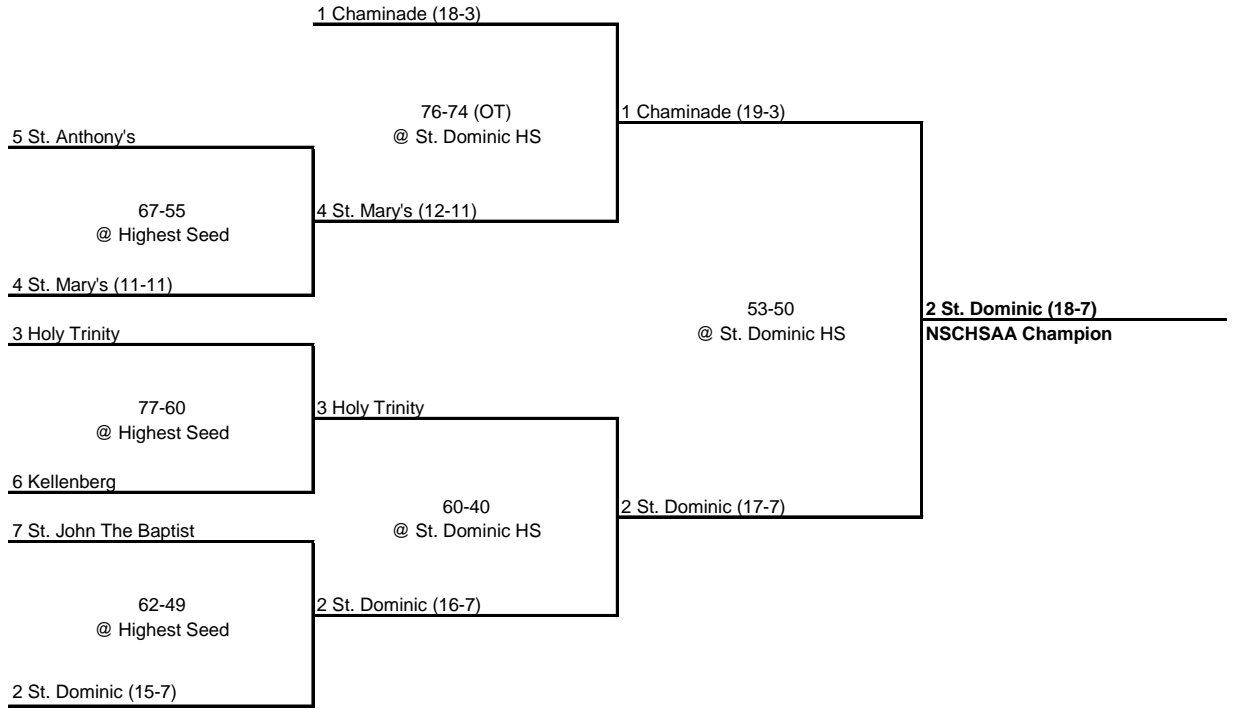 1 Chaminade (18-3)
76-74 (OT)
@ St. Dominic HS
1 Chaminade (19-3)
5 St. Anthony's
67-55
@ Highest Seed
4 St. Mary's (12-11)
4 St. Mary's (11-11)
53-50
@ St. Dominic HS
2 St. Dominic (18-7)
NSCHSAA Champion
3 Holy Trinity
77-60
@ Highest Seed
3 Holy Trinity
6 Kellenberg
60-40
@ St. Dominic HS
2 St. Dominic (17-7)
7 St. John The Baptist
62-49
@ Highest Seed
2 St. Dominic (16-7)
2 St. Dominic (15-7)